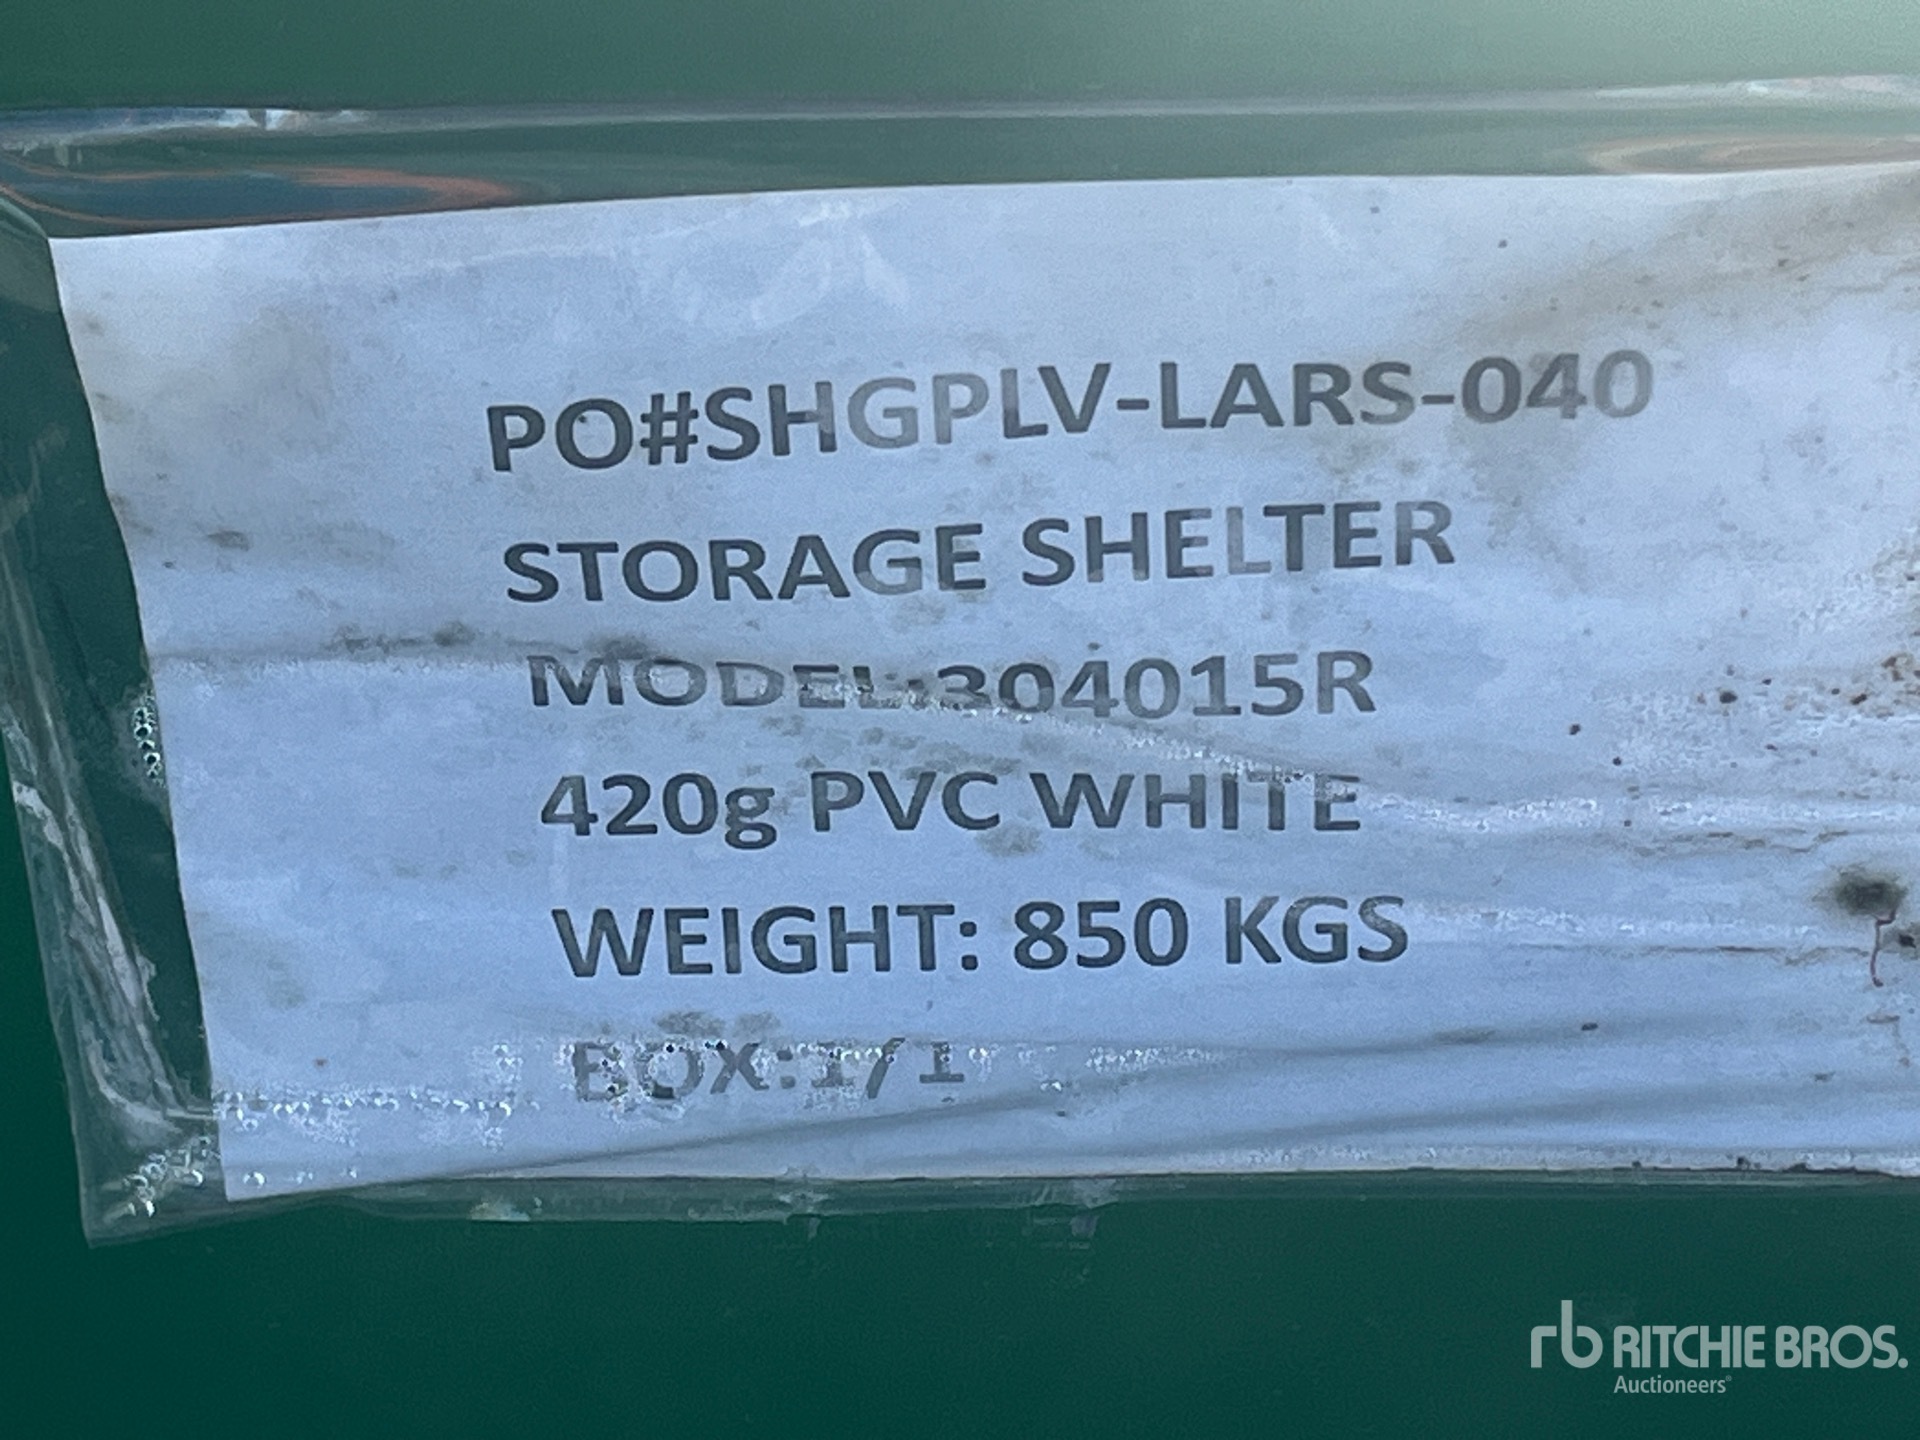 PO#SHGPLV-LARS-040
STORAGE SHELTER
MODEL:304015R
420g PVC WHITE
WEIGHT: 850 KGS
BOX:1/1
rb RITCHIE BROS.
Auctioneers®